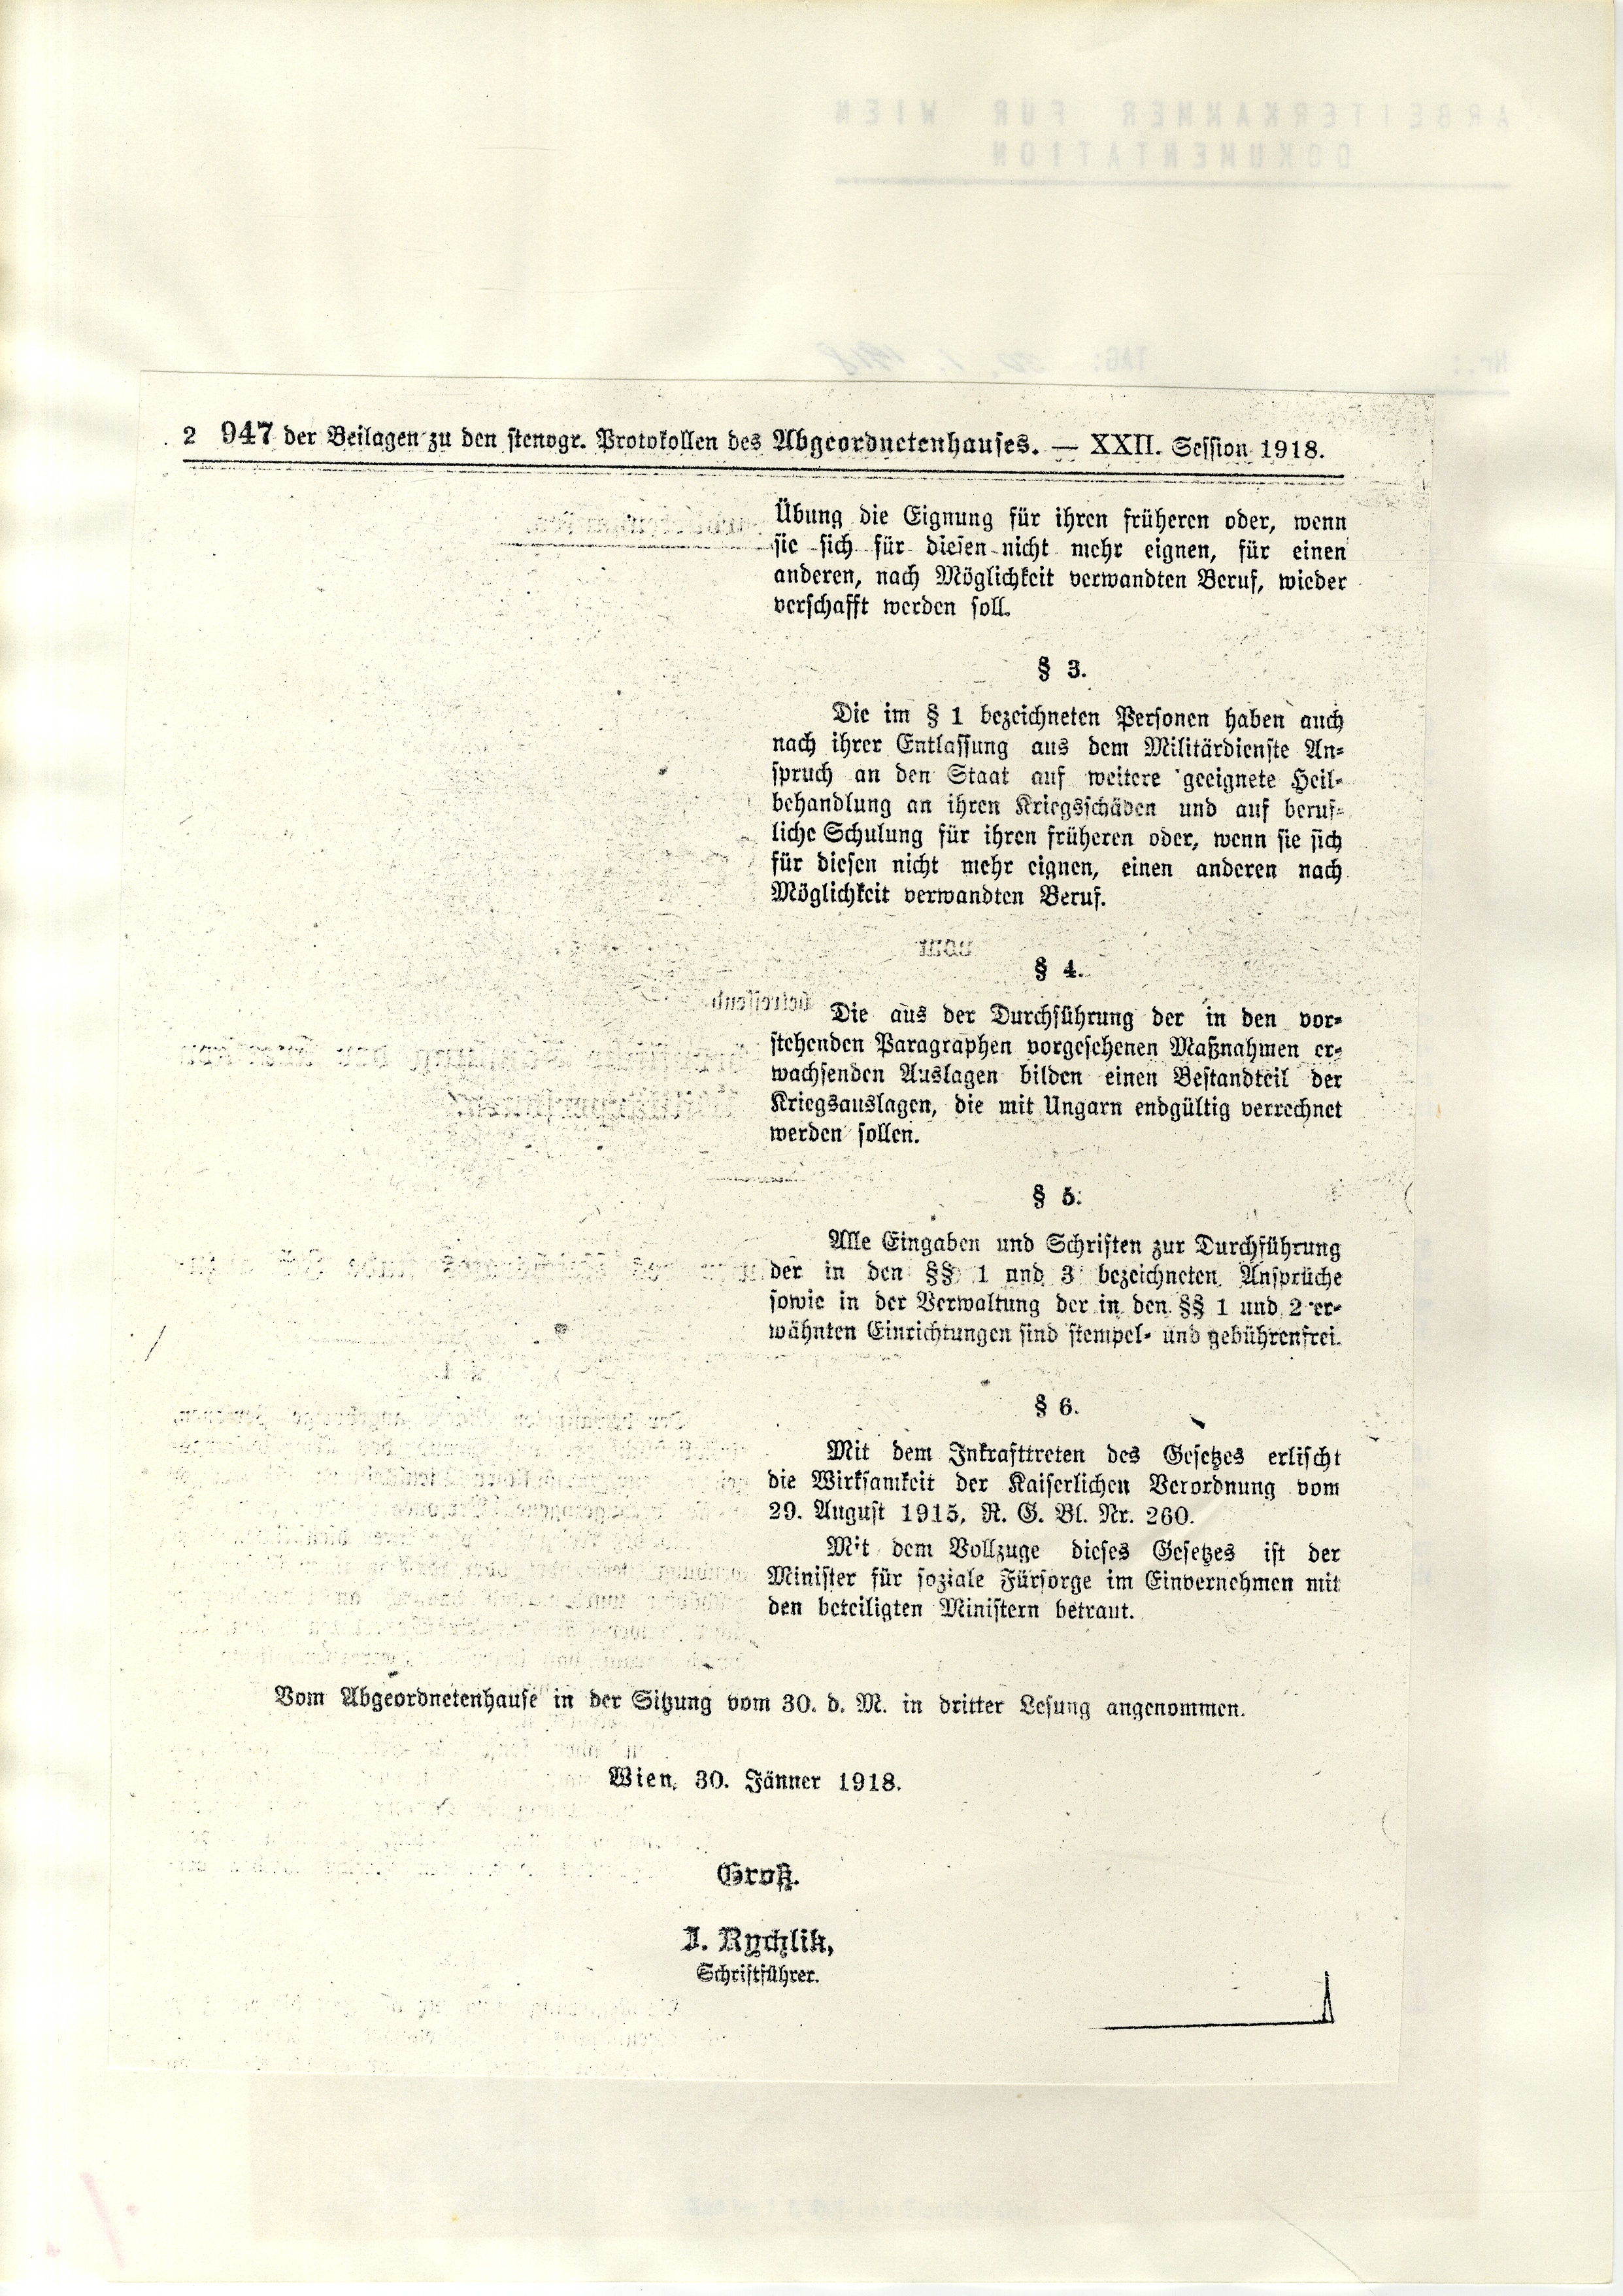 2 947 der Beilagen zu den stenogr. Protokollen des Abgeordnetenhauses. — XXII. Session 1918.
Übung die Eignung für ihren früheren oder, wenn
sie sich für diesen nicht mehr eignen, für einen
anderen, nach Möglichkeit verwandten Beruf, wieder
verschafft werden soll.
§ 3.
Die im § 1 bezeichneten Personen haben auch
nach ihrer Entlassung aus dem Militärdienste An-
spruch an den Staat auf weitere geeignete Heil-
behandlung an ihren Kriegsschäden und auf beruf-
liche Schulung für ihren früheren oder, wenn sie sich
für diesen nicht mehr eignen, einen anderen nach
Möglichkeit verwandten Beruf.
§ 4.
Die aus der Durchführung der in den vor-
stehenden Paragraphen vorgesehenen Maßnahmen er-
wachsenden Auslagen bilden einen Bestandteil der
Kriegsauslagen, die mit Ungarn endgültig verrechnet
werden sollen.
§ 5.
Alle Eingaben und Schriften zur Durchführung
der in den §§ 1 und 3 bezeichneten Ansprüche
sowie in der Verwaltung der in den §§ 1 und 2 er-
wähnten Einrichtungen sind stempel- und gebührenfrei.
§ 6.
Mit dem Inkrafttreten des Gesetzes erlischt
die Wirksamkeit der Kaiserlichen Verordnung vom
29. August 1915, R. G. Bl. Nr. 260.
Mit dem Vollzuge dieses Gesetzes ist der
Minister für soziale Fürsorge im Einvernehmen mit
den beteiligten Ministern betraut.
Vom Abgeordnetenhause in der Sitzung vom 30. d. M. in dritter Lesung angenommen.
Wien, 30. Jänner 1918.
Groß.
J. Rychlik,
Schriftführer.